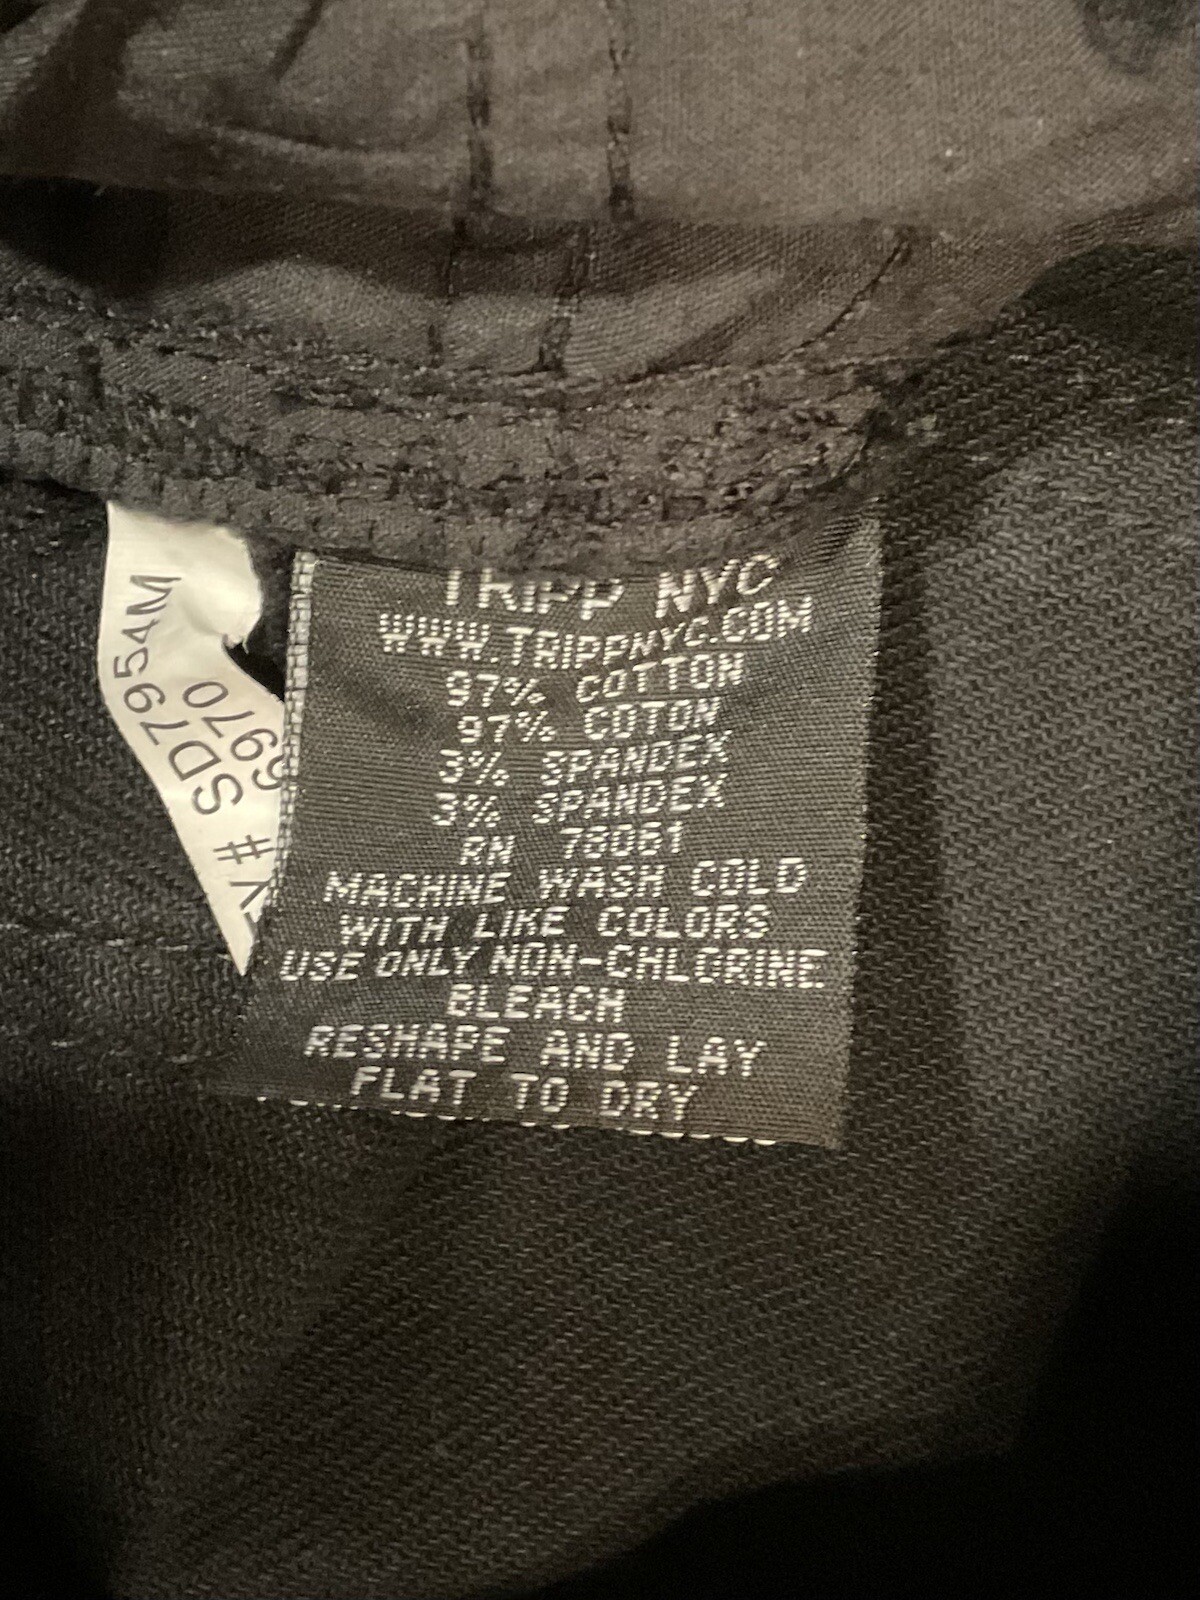 TRIPP NYC
WWW.TRIPPNYC.COM
97% COTTON
97% COTON
3% SPANDEX
3% SPANDEX
RN 78061
MACHINE WASH COLD
WITH LIKE COLORS
USE ONLY NON-CHLORINE
BLEACH
RESHAPE AND LAY
FLAT TO DRY
# SD7954M
6970